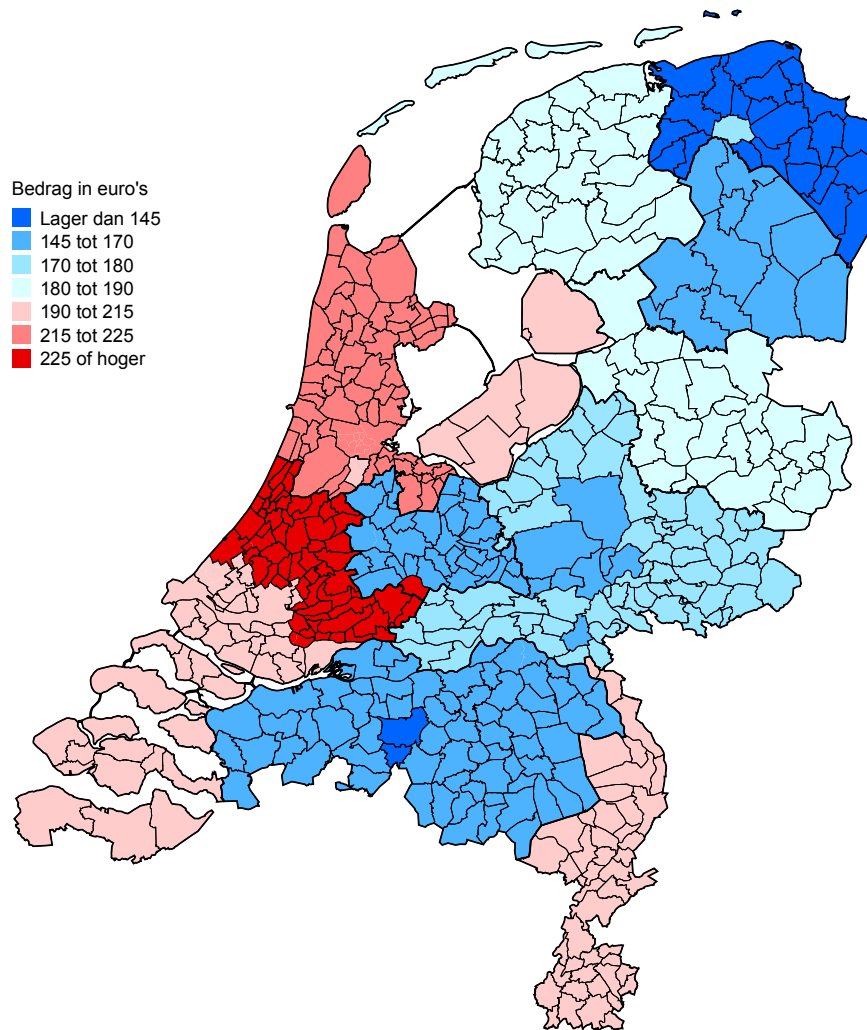 Bedrag in euro's
Lager dan 145
145 tot 170
170 tot 180
180 tot 190
190 tot 215
215 tot 225
225 of hoger